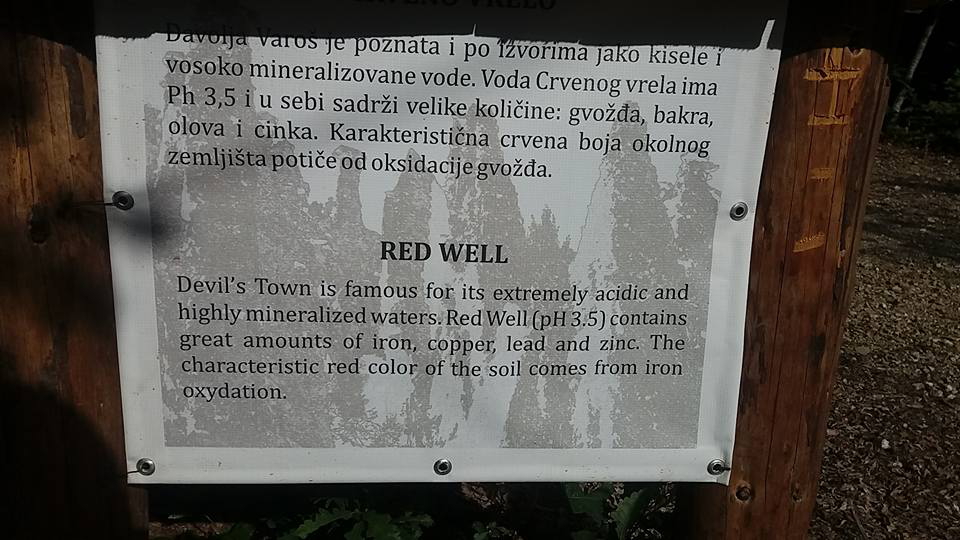 CRVENO VRELO
Đavolja Varoš je poznata i po izvorima jako kisele i
vosoko mineralizovane vode. Voda Crvenog vrela ima
Ph 3,5 i u sebi sadrži velike količine: gvožđa, bakra,
olova i cinka. Karakteristična crvena boja okolnog
zemljišta potiče od oksidacije gvožđa.
RED WELL
Devil's Town is famous for its extremely acidic and
highly mineralized waters. Red Well (pH 3.5) contains
great amounts of iron, copper, lead and zinc. The
characteristic red color of the soil comes from iron
oxydation.